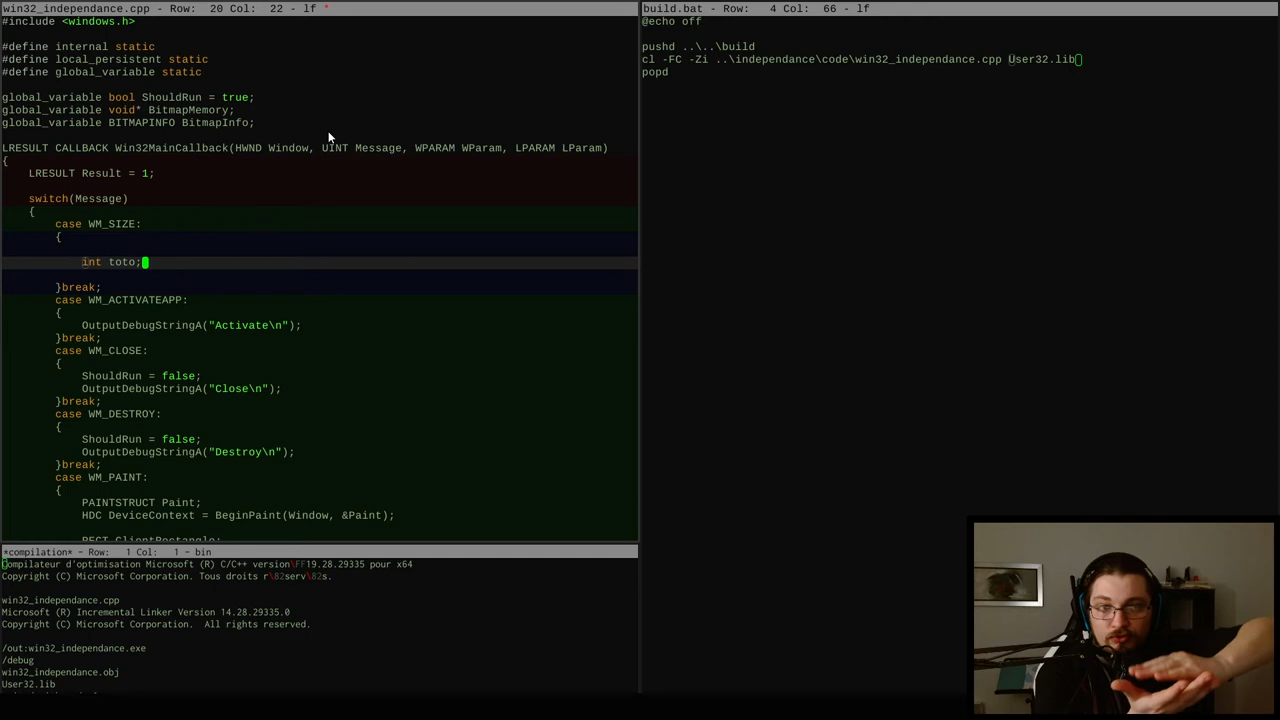 win32_independance.cpp - Row:  20 Col:  22 - lf *
#include <windows.h>
#define internal static
#define local_persistent static
#define global_variable static
global_variable bool ShouldRun = true;
global_variable void* BitmapMemory;
global_variable BITMAPINFO BitmapInfo;
LRESULT CALLBACK Win32MainCallback(HWND Window, UINT Message, WPARAM WParam, LPARAM LParam)
{
    LRESULT Result = 1;
    switch(Message)
    {
        case WM_SIZE:
        {
            int toto;
        }break;
        case WM_ACTIVATEAPP:
        {
            OutputDebugStringA("Activate\n");
        }break;
        case WM_CLOSE:
        {
            ShouldRun = false;
            OutputDebugStringA("Close\n");
        }break;
        case WM_DESTROY:
        {
            ShouldRun = false;
            OutputDebugStringA("Destroy\n");
        }break;
        case WM_PAINT:
        {
            PAINTSTRUCT Paint;
            HDC DeviceContext = BeginPaint(Window, &Paint);
            RECT ClientRectangle;
*compilation* - Row:   1 Col:   1 - bin
Compilateur d'optimisation Microsoft (R) C/C++ version\FF19.28.29335 pour x64
Copyright (C) Microsoft Corporation. Tous droits r\82serv\82s.
win32_independance.cpp
Microsoft (R) Incremental Linker Version 14.28.29335.0
Copyright (C) Microsoft Corporation.  All rights reserved.
/out:win32_independance.exe
/debug
win32_independance.obj
User32.lib
build.bat - Row:   4 Col:  66 - lf
@echo off
pushd ..\..\build
cl -FC -Zi ..\independance\code\win32_independance.cpp User32.lib
popd